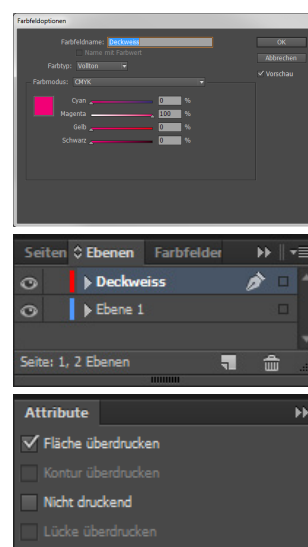 Farbfeldoptionen
Farbfeldname: Deckweiss
Name mit Farbwert
Farbtyp: Vollton
Farbmodus: CMYK
Cyan 0 %
Magenta 100 %
Gelb 0 %
Schwarz 0 %
OK
Abbrechen
Vorschau
Seiten Ebenen Farbfelder
Deckweiss
Ebene 1
Seite: 1, 2 Ebenen
Attribute
Fläche überdrucken
Kontur überdrucken
Nicht druckend
Lücke überdrucken